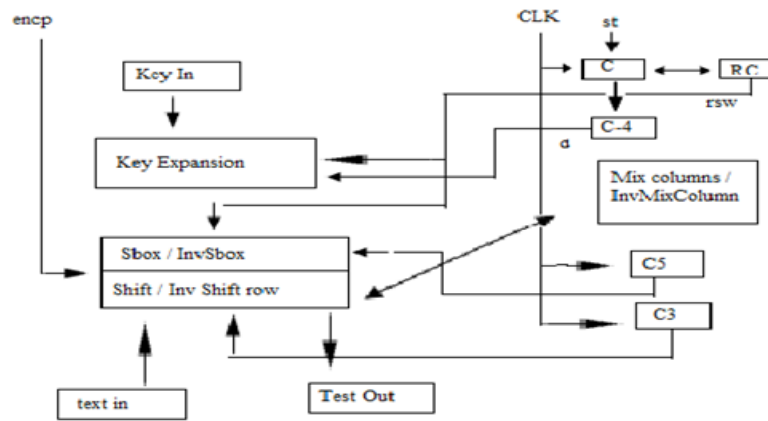 encp
CLK
st
Key In
C
RC
rsw
C-4
d
Key Expansion
Mix columns /
InvMixColumn
Sbox / InvSbox
Shift / Inv Shift row
C5
C3
text in
Test Out